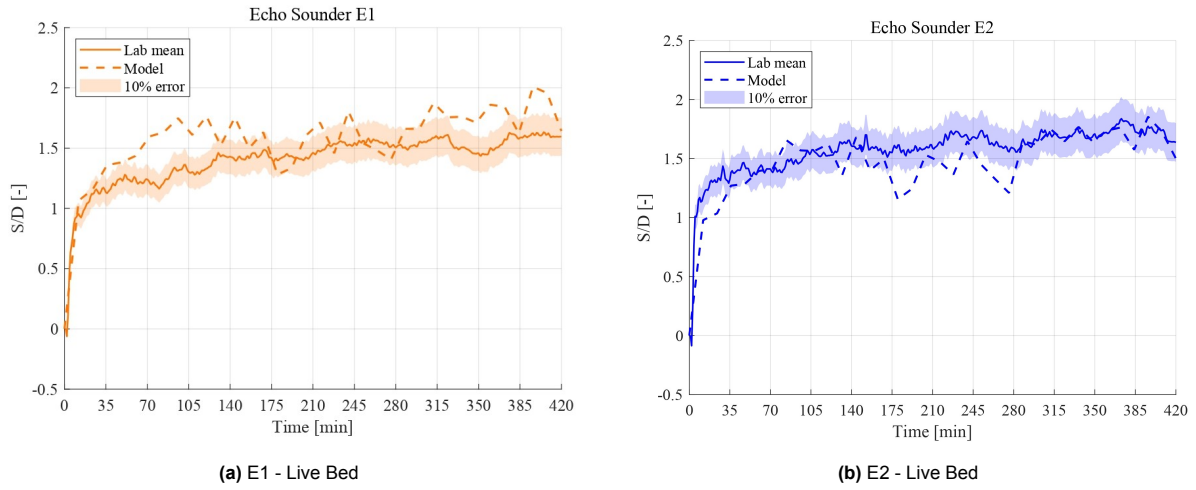 Echo Sounder E1
2.5
2
1.5
1
0.5
0
-0.5
S/D [-]
Lab mean
Model
10% error
0 35 70 105 140 175 210 245 280 315 350 385 420
Time [min]
(a) E1 - Live Bed
Echo Sounder E2
2.5
2
1.5
1
0.5
0
-0.5
S/D [-]
Lab mean
Model
10% error
0 35 70 105 140 175 210 245 280 315 350 385 420
Time [min]
(b) E2 - Live Bed